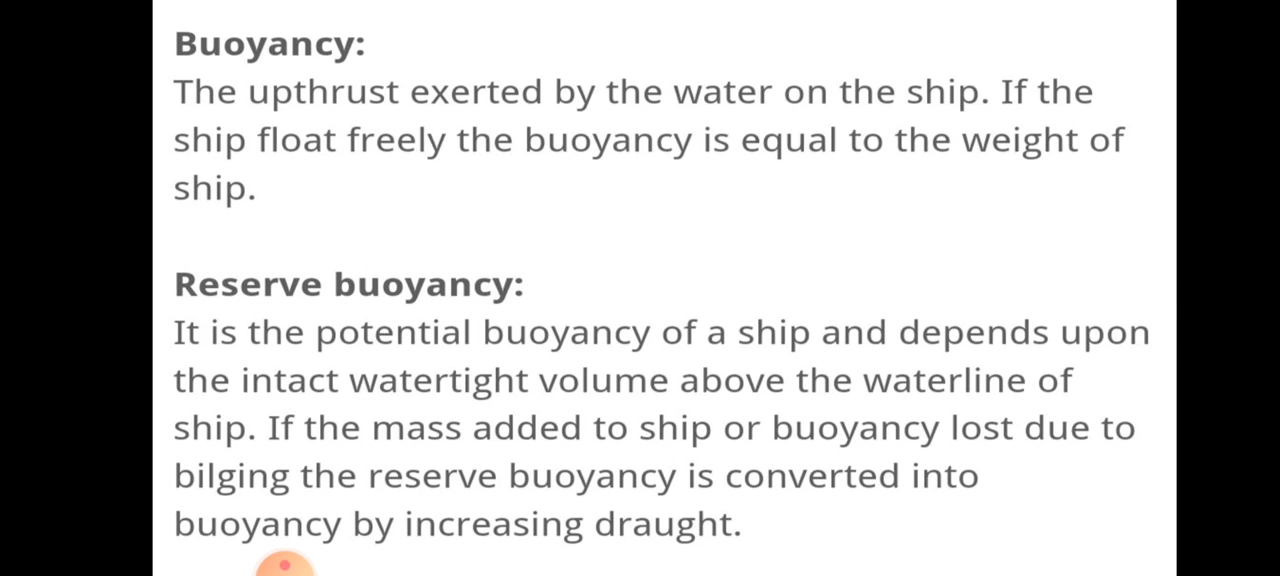 Buoyancy:
The upthrust exerted by the water on the ship. If the
ship float freely the buoyancy is equal to the weight of
ship.
Reserve buoyancy:
It is the potential buoyancy of a ship and depends upon
the intact watertight volume above the waterline of
ship. If the mass added to ship or buoyancy lost due to
bilging the reserve buoyancy is converted into
buoyancy by increasing draught.